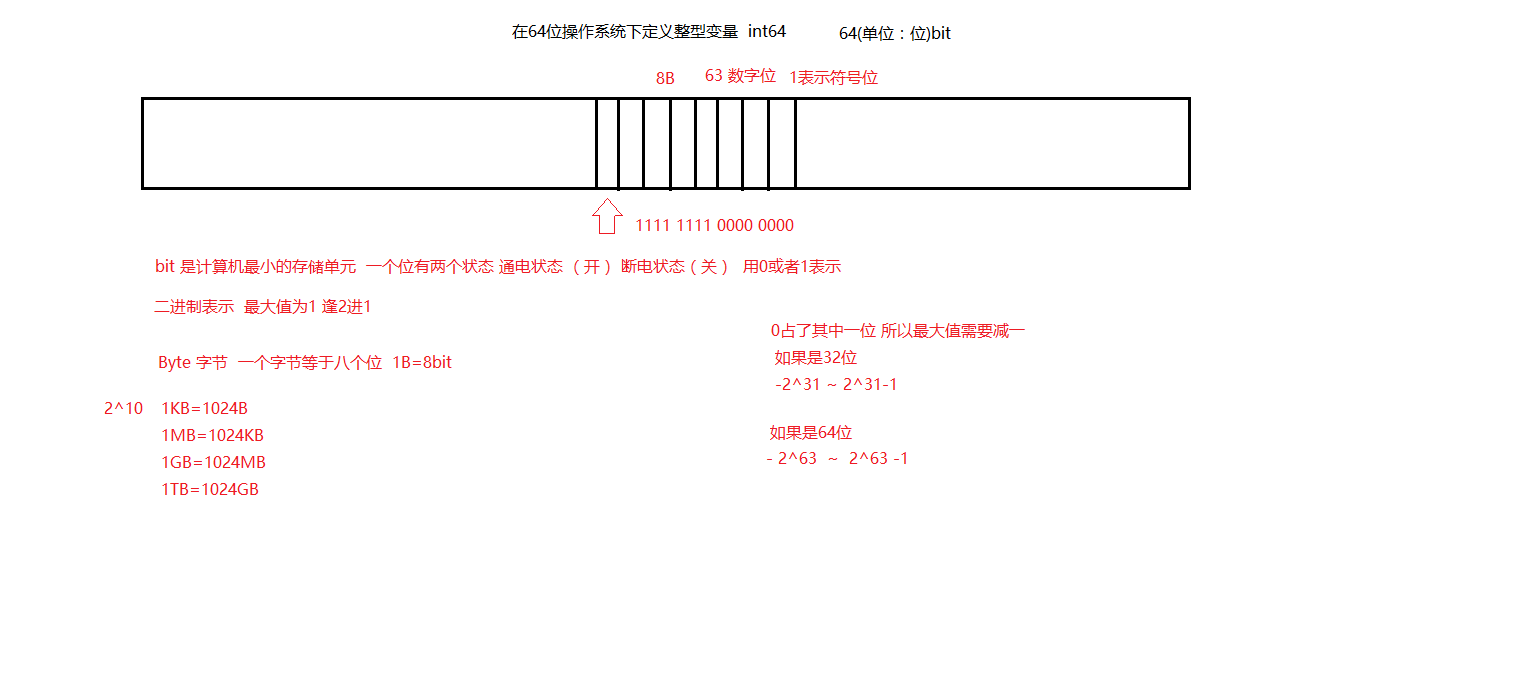 在64位操作系统下定义整型变量 int64 64(单位：位)bit
8B 63 数字位 1表示符号位
1111 1111 0000 0000
bit 是计算机最小的存储单元 一个位有两个状态 通电状态（开） 断电状态（关） 用0或者1表示
二进制表示 最大值为1 逢2进1
0占了其中一位 所以最大值需要减一
如果是32位
-2^31 ~ 2^31-1
如果是64位
- 2^63 ~ 2^63 -1
Byte 字节 一个字节等于八个位 1B=8bit
2^10 1KB=1024B
1MB=1024KB
1GB=1024MB
1TB=1024GB